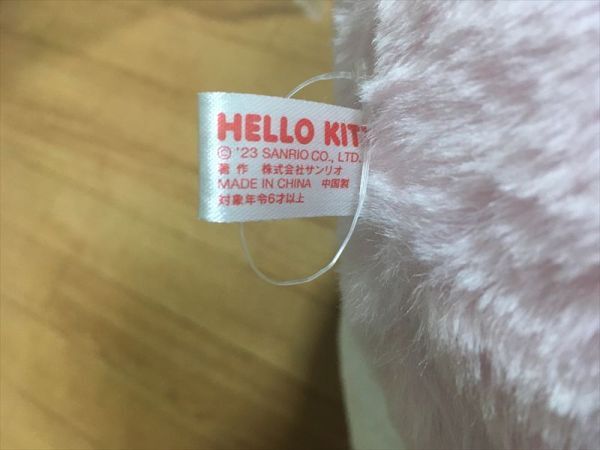 HELLO KIT
© '23 SANRIO CO., LTD.
著 作　株式会社サンリオ
MADE IN CHINA　中国製
対象年令6才以上